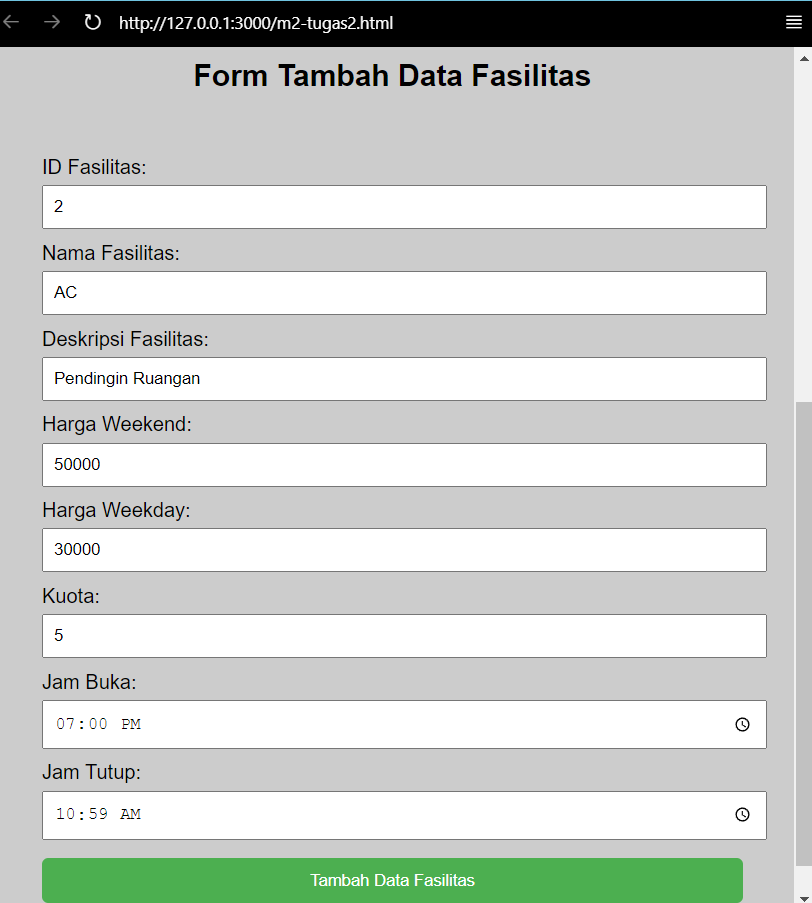 http://127.0.0.1:3000/m2-tugas2.html
Form Tambah Data Fasilitas
ID Fasilitas:
2
Nama Fasilitas:
AC
Deskripsi Fasilitas:
Pendingin Ruangan
Harga Weekend:
50000
Harga Weekday:
30000
Kuota:
5
Jam Buka:
07:00 PM
Jam Tutup:
10:59 AM
Tambah Data Fasilitas